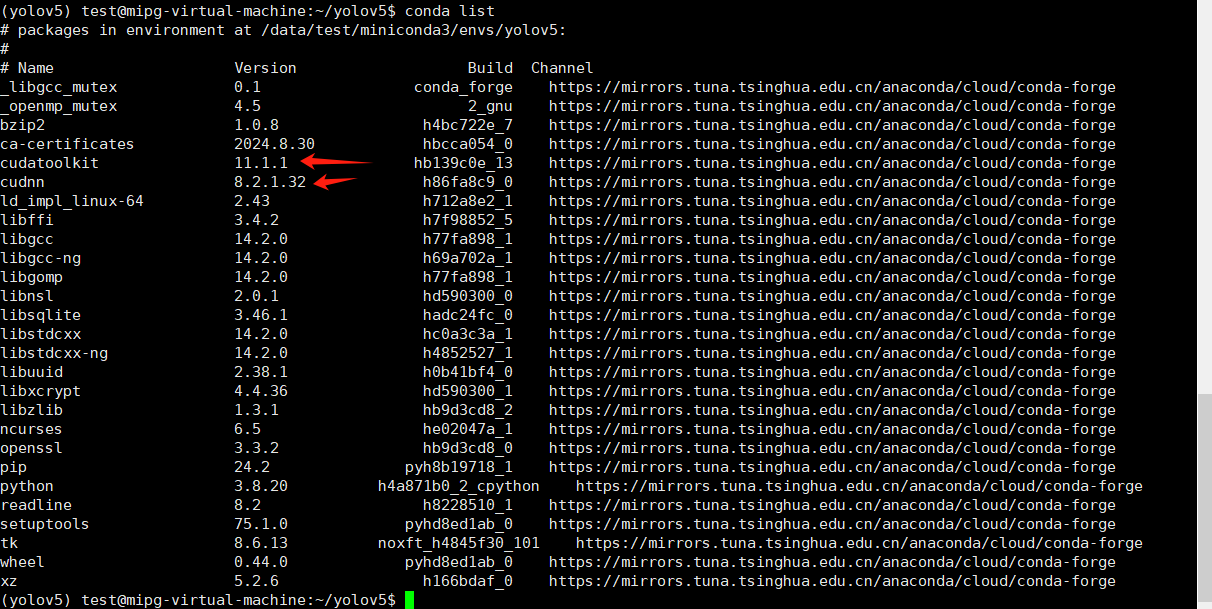 (yolov5) test@mipg-virtual-machine:~/yolov5$ conda list
# packages in environment at /data/test/miniconda3/envs/yolov5:
#
# Name Version Build Channel
_libgcc_mutex 0.1 conda_forge https://mirrors.tuna.tsinghua.edu.cn/anaconda/cloud/conda-forge
_openmp_mutex 4.5 2_gnu https://mirrors.tuna.tsinghua.edu.cn/anaconda/cloud/conda-forge
bzip2 1.0.8 h4bc722e_7 https://mirrors.tuna.tsinghua.edu.cn/anaconda/cloud/conda-forge
ca-certificates 2024.8.30 hbcca054_0 https://mirrors.tuna.tsinghua.edu.cn/anaconda/cloud/conda-forge
cudatoolkit 11.1.1 hb139c0e_13 https://mirrors.tuna.tsinghua.edu.cn/anaconda/cloud/conda-forge
cudnn 8.2.1.32 h86fa8c9_0 https://mirrors.tuna.tsinghua.edu.cn/anaconda/cloud/conda-forge
ld_impl_linux-64 2.43 h712a8e2_1 https://mirrors.tuna.tsinghua.edu.cn/anaconda/cloud/conda-forge
libffi 3.4.2 h7f98852_5 https://mirrors.tuna.tsinghua.edu.cn/anaconda/cloud/conda-forge
libgcc 14.2.0 h77fa898_1 https://mirrors.tuna.tsinghua.edu.cn/anaconda/cloud/conda-forge
libgcc-ng 14.2.0 h69a702a_1 https://mirrors.tuna.tsinghua.edu.cn/anaconda/cloud/conda-forge
libgomp 14.2.0 h77fa898_1 https://mirrors.tuna.tsinghua.edu.cn/anaconda/cloud/conda-forge
libnsl 2.0.1 hd590300_0 https://mirrors.tuna.tsinghua.edu.cn/anaconda/cloud/conda-forge
libsqlite 3.46.1 hadc24fc_0 https://mirrors.tuna.tsinghua.edu.cn/anaconda/cloud/conda-forge
libstdcxx 14.2.0 hc0a3c3a_1 https://mirrors.tuna.tsinghua.edu.cn/anaconda/cloud/conda-forge
libstdcxx-ng 14.2.0 h4852527_1 https://mirrors.tuna.tsinghua.edu.cn/anaconda/cloud/conda-forge
libuuid 2.38.1 h0b41bf4_0 https://mirrors.tuna.tsinghua.edu.cn/anaconda/cloud/conda-forge
libxcrypt 4.4.36 hd590300_1 https://mirrors.tuna.tsinghua.edu.cn/anaconda/cloud/conda-forge
libzlib 1.3.1 hb9d3cd8_2 https://mirrors.tuna.tsinghua.edu.cn/anaconda/cloud/conda-forge
ncurses 6.5 he02047a_1 https://mirrors.tuna.tsinghua.edu.cn/anaconda/cloud/conda-forge
openssl 3.3.2 hb9d3cd8_0 https://mirrors.tuna.tsinghua.edu.cn/anaconda/cloud/conda-forge
pip 24.2 pyh8b19718_1 https://mirrors.tuna.tsinghua.edu.cn/anaconda/cloud/conda-forge
python 3.8.20 h4a871b0_2_cpython https://mirrors.tuna.tsinghua.edu.cn/anaconda/cloud/conda-forge
readline 8.2 h8228510_1 https://mirrors.tuna.tsinghua.edu.cn/anaconda/cloud/conda-forge
setuptools 75.1.0 pyhd8ed1ab_0 https://mirrors.tuna.tsinghua.edu.cn/anaconda/cloud/conda-forge
tk 8.6.13 noxft_h4845f30_101 https://mirrors.tuna.tsinghua.edu.cn/anaconda/cloud/conda-forge
wheel 0.44.0 pyhd8ed1ab_0 https://mirrors.tuna.tsinghua.edu.cn/anaconda/cloud/conda-forge
xz 5.2.6 h166bdaf_0 https://mirrors.tuna.tsinghua.edu.cn/anaconda/cloud/conda-forge
(yolov5) test@mipg-virtual-machine:~/yolov5$